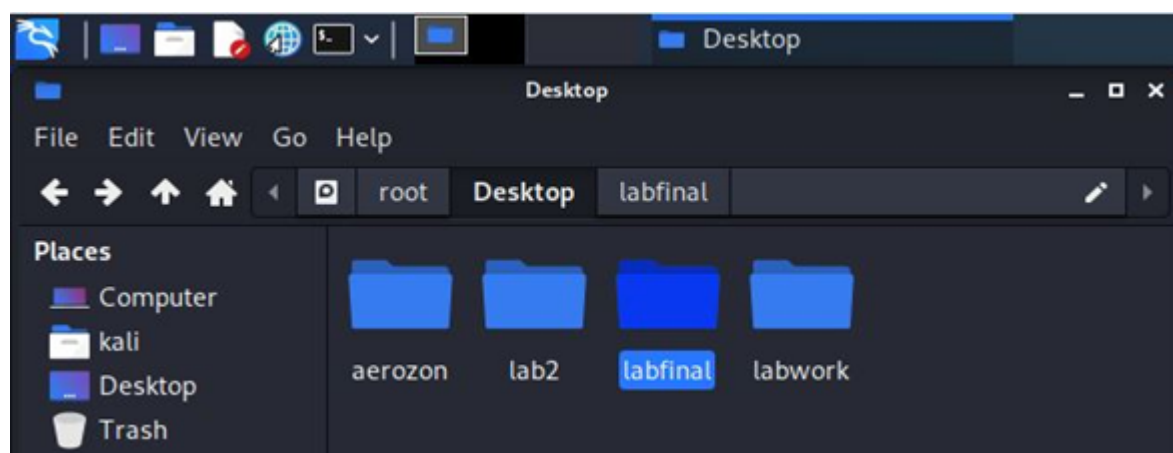 Desktop
Desktop
File Edit View Go Help
root Desktop labfinal
Places
Computer
kali
Desktop
Trash
aerozon lab2 labfinal labwork